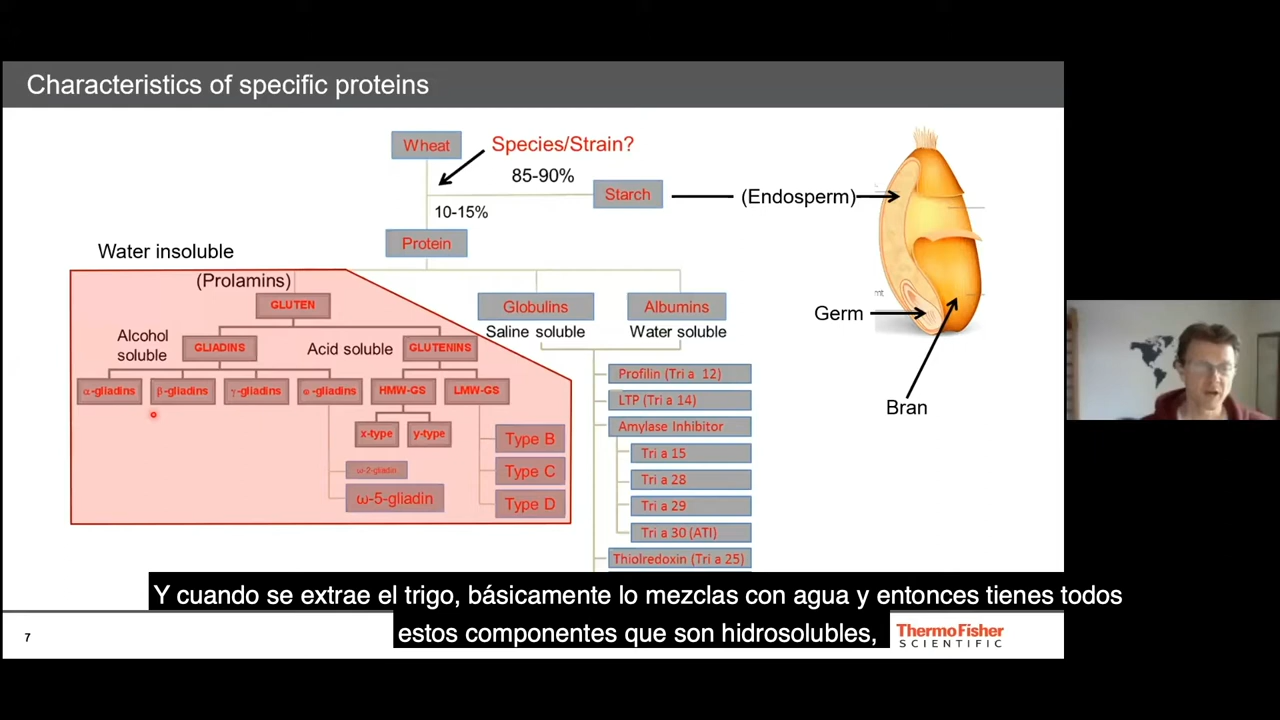 Characteristics of specific proteins
Wheat
Species/Strain?
85-90%
Starch
(Endosperm)
10-15%
Protein
Water insoluble
(Prolamins)
GLUTEN
Globulins
Albumins
Saline soluble
Water soluble
Germ
Alcohol
soluble
GLIADINS
Acid soluble
GLUTENINS
α-gliadins
β-gliadins
γ-gliadins
ω-gliadins
HMW-GS
LMW-GS
x-type
y-type
Type B
ω-2-gliadin
Type C
ω-5-gliadin
Type D
Profilin (Tri a 12)
LTP (Tri a 14)
Amylase Inhibitor
Tri a 15
Tri a 28
Tri a 29
Tri a 30 (ATI)
Thiolredoxin (Tri a 25)
Bran
Y cuando se extrae el trigo, básicamente lo mezclas con agua y entonces tienes todos
estos componentes que son hidrosolubles,
7
ThermoFisher
SCIENTIFIC